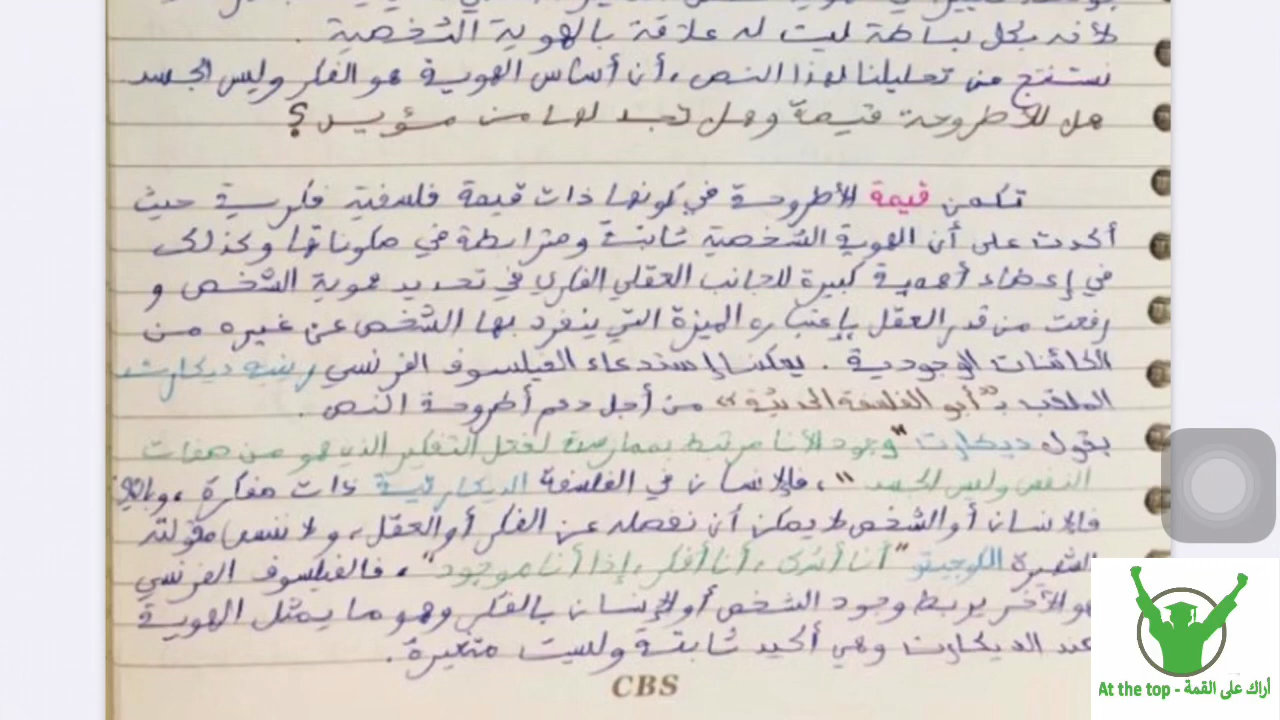 لأنه بكل بساطة ليت له علاقة بالهوية الشخصية .
نستنتج من تحليلنا لهذا النص ، أن أساس الهوية هو الفكر وليس الجسد
هل للأطروحة قيمة وهل تجد لها من مؤيد ؟
تكمن قيمة الأطروحة في كونها ذات قيمة فلسفية فكرية حيث
أكدت على أن الهوية الشخصية ثابتة ومترابطة في مكوناتها وكذلك
في إعطاء أهمية كبيرة للجانب العقلي الفكري في تحديد هوية الشخص و
رفعت من قدر العقل بإعتباره الميزة التي ينفرد بها الشخص عن غيره من
الكائنات الوجودية . يمكننا إستدعاء الفيلسوف الفرنسي رينيه ديكارت
الملقب بـ "أبو الفلسفة الحديثة" من أجل دعم أطروحة النص .
يقول ديكارت "وجود الأنا مرتبط بممارسة لفعل التفكير الذي هو من صفات
النفس وليس الجسد" ، فالإنسان في الفلسفة الديكارتية ذات مفكرة ، وبالتالي
فالإنسان أو الشخص لا يمكن أن نفصله عن الفكر أو العقل ، ولا ننسى مقولته
الشهيرة الكوجيتو "أنا أشك ، أنا أفكر ، إذا أنا موجود" ، فالفيلسوف الفرنسي
هو الآخر يربط وجود الشخص أو الإنسان بالفكر وهو ما يمثل الهوية
عند الديكارت وهي أكيد ثابتة وليست متغيرة .
CBS
At the top - أراك على القمة